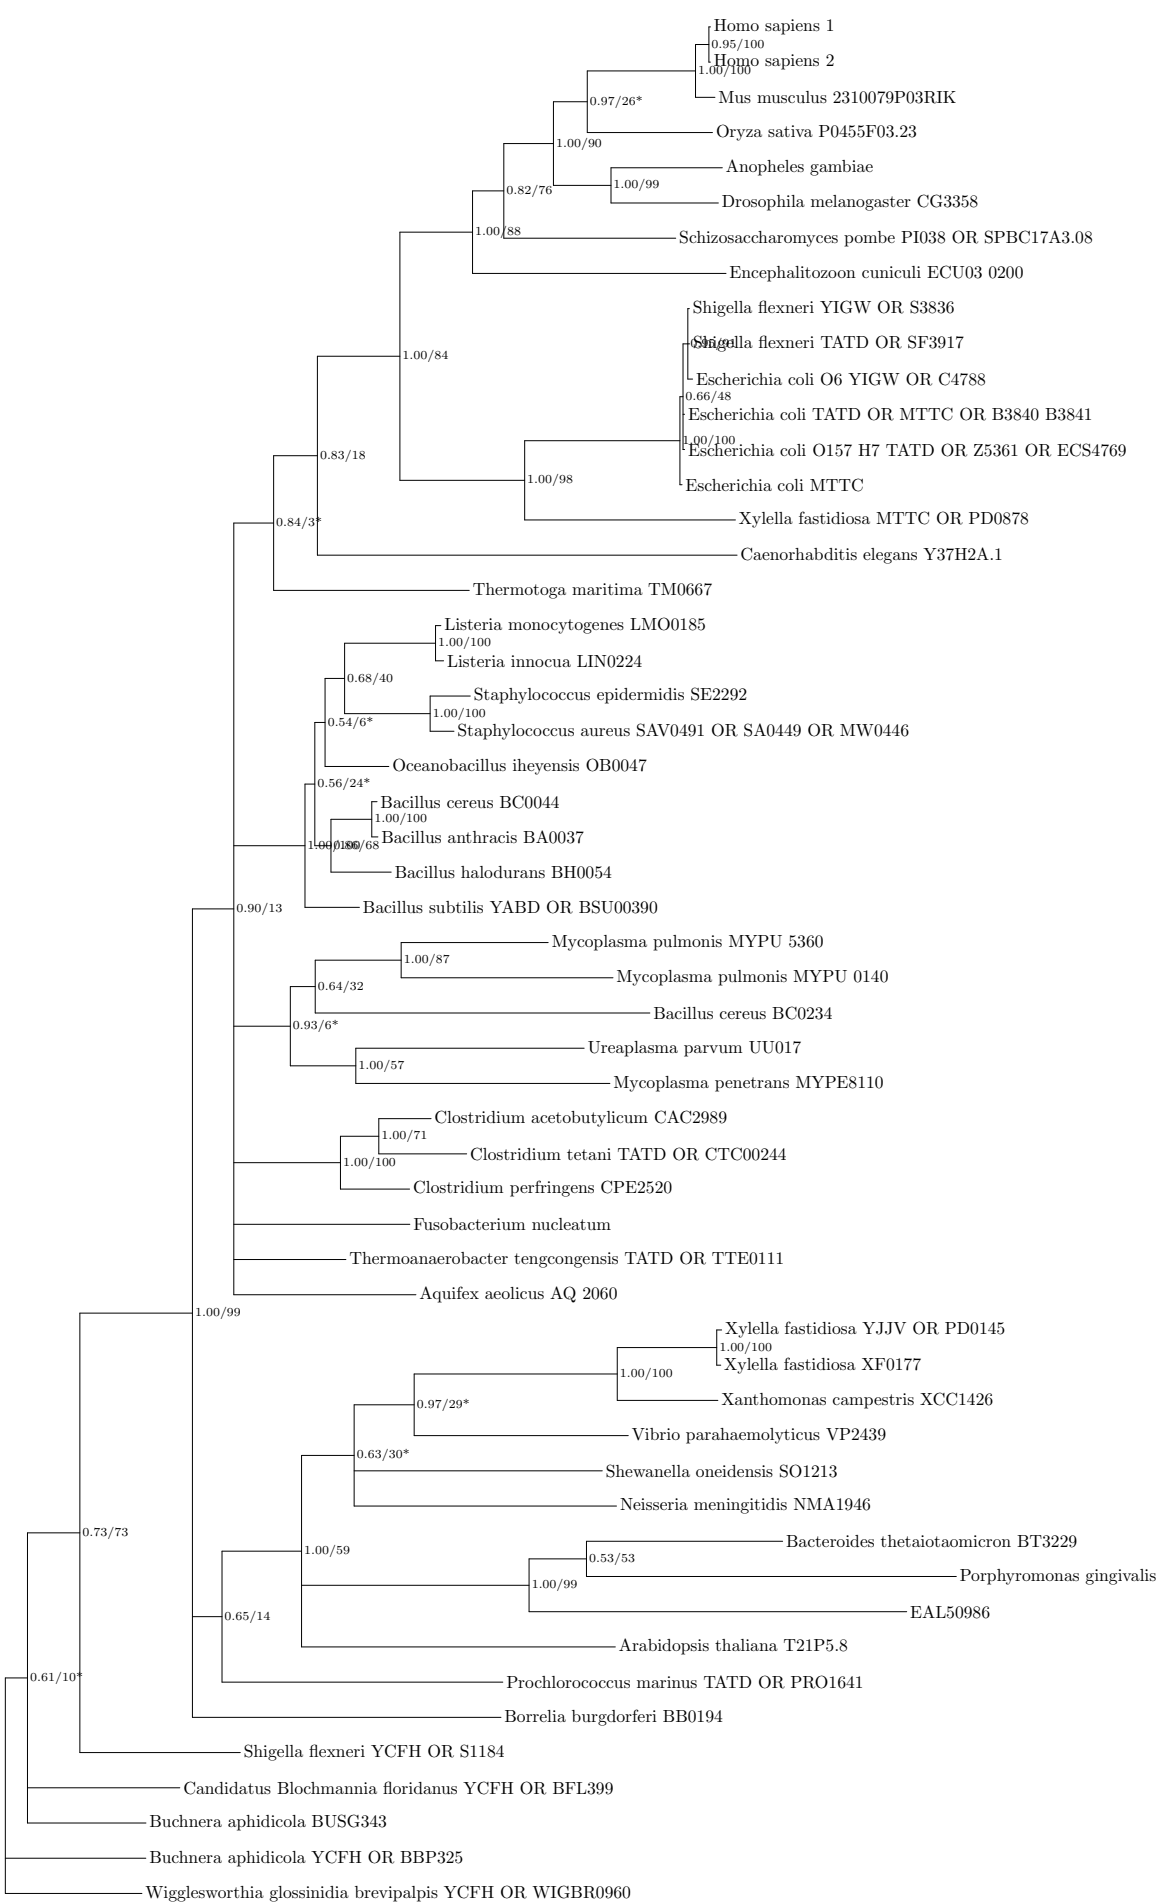 Homo sapiens 1
0.95/100
Homo sapiens 2
1.00/100
Mus musculus 2310079P03RIK
0.97/26*
Oryza sativa P0455F03.23
1.00/90
Anopheles gambiae
1.00/99
0.82/76
Drosophila melanogaster CG3358
1.00/88
Schizosaccharomyces pombe PI038 OR SPBC17A3.08
Encephalitozoon cuniculi ECU03 0200
Shigella flexneri YIGW OR S3836
Shigella flexneri TATD OR SF3917
1.00/84
Escherichia coli O6 YIGW OR C4788
0.66/48
Escherichia coli TATD OR MTTC OR B3840 B3841
1.00/100
Escherichia coli O157 H7 TATD OR Z5361 OR ECS4769
0.83/18
1.00/98
Escherichia coli MTTC
0.84/3*
Xylella fastidiosa MTTC OR PD0878
Caenorhabditis elegans Y37H2A.1
Thermotoga maritima TM0667
Listeria monocytogenes LMO0185
1.00/100
Listeria innocua LIN0224
0.68/40
Staphylococcus epidermidis SE2292
1.00/100
0.54/6*
Staphylococcus aureus SAV0491 OR SA0449 OR MW0446
Oceanobacillus iheyensis OB0047
0.56/24*
Bacillus cereus BC0044
1.00/100
Bacillus anthracis BA0037
Bacillus halodurans BH0054
0.90/13
Bacillus subtilis YABD OR BSU00390
Mycoplasma pulmonis MYPU 5360
1.00/87
Mycoplasma pulmonis MYPU 0140
0.64/32
Bacillus cereus BC0234
0.93/6*
Ureaplasma parvum UU017
1.00/57
Mycoplasma penetrans MYPE8110
Clostridium acetobutylicum CAC2989
1.00/71
Clostridium tetani TATD OR CTC00244
1.00/100
Clostridium perfringens CPE2520
Fusobacterium nucleatum
Thermoanaerobacter tengcongensis TATD OR TTE0111
Aquifex aeolicus AQ 2060
1.00/99
Xylella fastidiosa YJJV OR PD0145
1.00/100
Xylella fastidiosa XF0177
1.00/100
Xanthomonas campestris XCC1426
0.97/29*
Vibrio parahaemolyticus VP2439
0.63/30*
Shewanella oneidensis SO1213
Neisseria meningitidis NMA1946
0.73/73
Bacteroides thetaiotaomicron BT3229
1.00/59
0.53/53
Porphyromonas gingivalis
1.00/99
EAL50986
0.65/14
Arabidopsis thaliana T21P5.8
0.61/10*
Prochlorococcus marinus TATD OR PRO1641
Borrelia burgdorferi BB0194
Shigella flexneri YCFH OR S1184
Candidatus Blochmannia floridanus YCFH OR BFL399
Buchnera aphidicola BUSG343
Buchnera aphidicola YCFH OR BBP325
Wigglesworthia glossinidia brevipalpis YCFH OR WIGBR0960